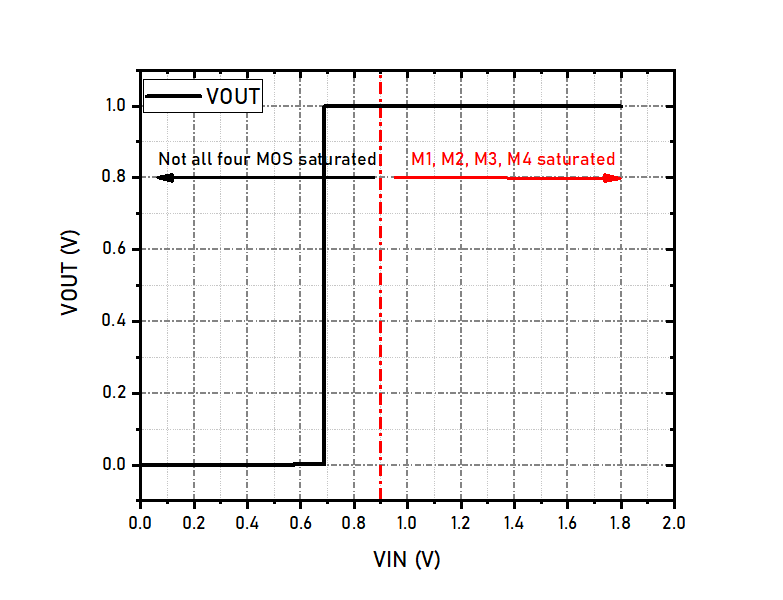 VOUT
1.0
Not all four MOS saturated
M1, M2, M3, M4 saturated
0.8
0.6
VOUT (V)
0.4
0.2
0.0
0.0 0.2 0.4 0.6 0.8 1.0 1.2 1.4 1.6 1.8 2.0
VIN (V)